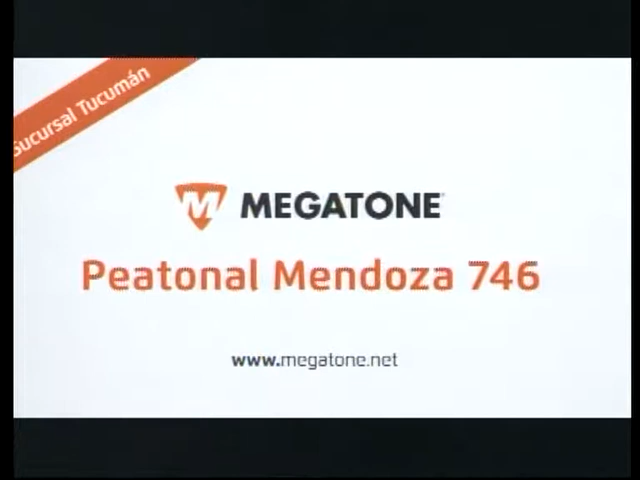 Sucursal Tucumán
M MEGATONE
Peatonal Mendoza 746
www.megatone.net